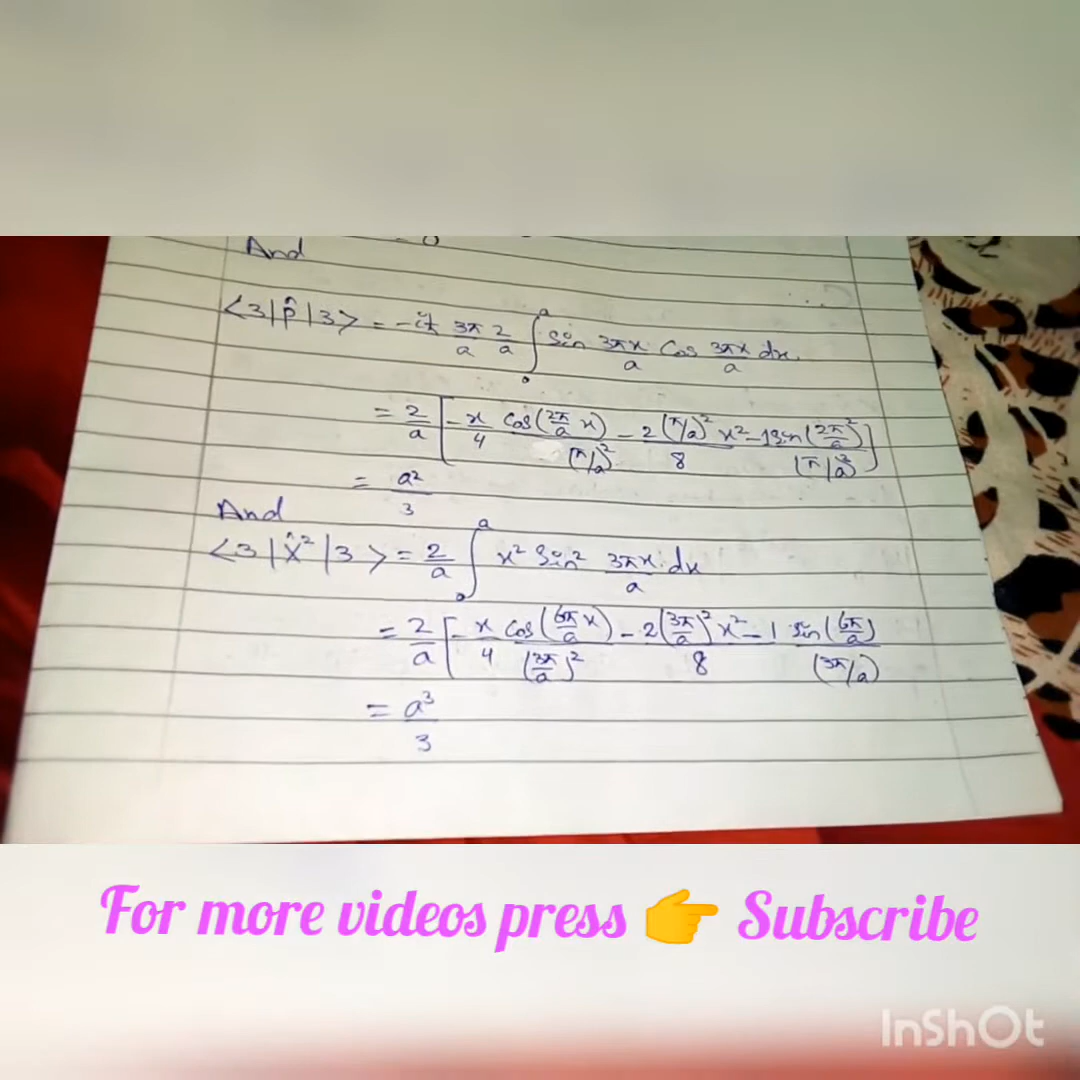 And = 0
<3|p̂|3> = -iħ 3π/a 2/a ∫₀ᵃ Sin 3πx/a Cos 3πx/a dx.
= 2/a [ -x/4 Cos(2π/a x)/(π/a)² - 2(π/a)² x² - 1/8 Sin(2π/a)²/(π/a)³ ]
= a²/3
And
<3|X̂²|3> = 2/a ∫₀ᵃ x² Sin² 3πx/a dx
= 2/a [ -x/4 Cos(6π/a x)/(3π/a)² - 2(3π/a)² x² - 1/8 Sin(6π/a)/(3π/a)
= a³/3
For more videos press 👉 Subscribe
InShOt